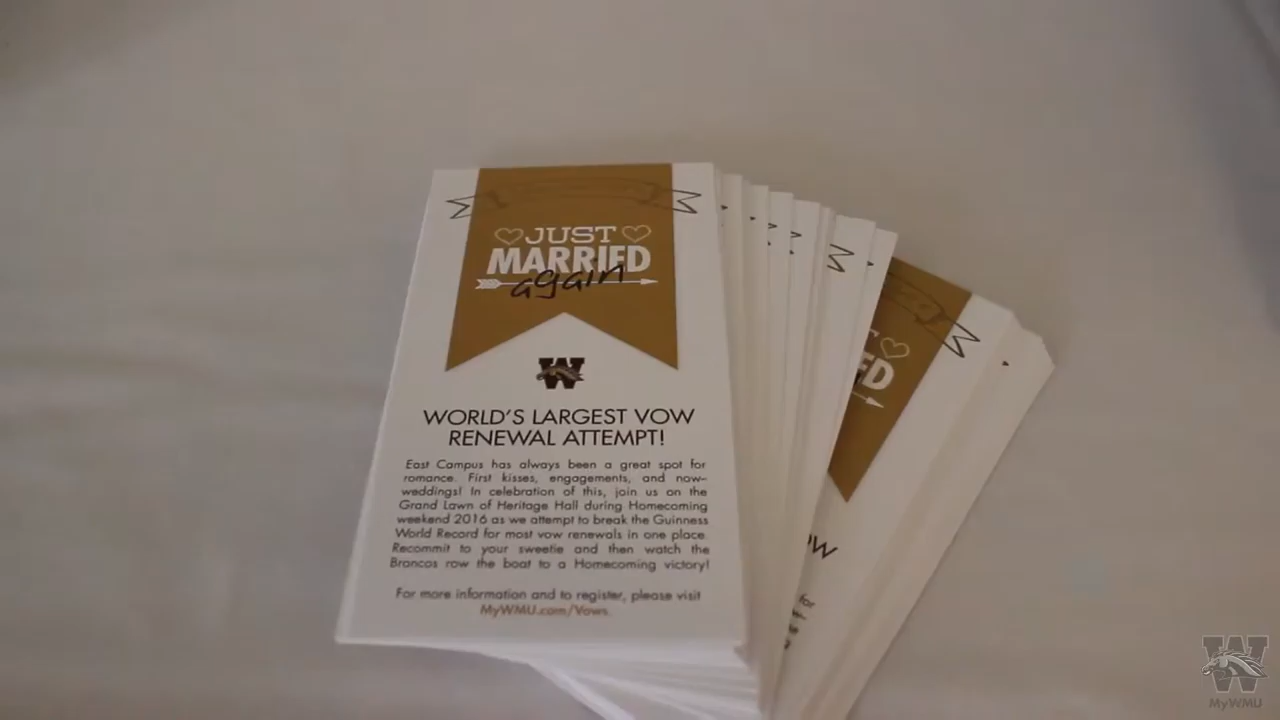 JUST
MARRIED
again
W
WORLD'S LARGEST VOW
RENEWAL ATTEMPT!
East Campus has always been a great spot for
romance. First kisses, engagements, and now–
weddings! In celebration of this, join us on the
Grand Lawn of Heritage Hall during Homecoming
weekend 2016 as we attempt to break the Guinness
World Record for most vow renewals in one place.
Recommit to your sweetie and then watch the
Broncos row the boat to a Homecoming victory!
For more information and to register, please visit
MyWMU.com/Vows.
T
ED
OW
for
W
MyWMU